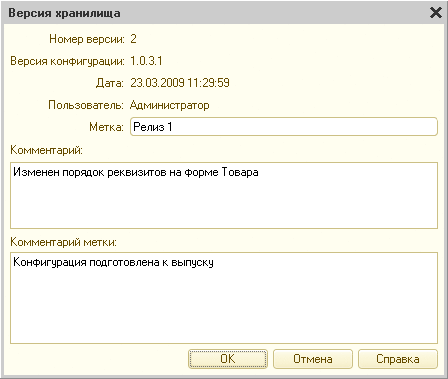 Версия хранилища
Номер версии: 2
Версия конфигурации: 1.0.3.1
Дата: 23.03.2009 11:29:59
Пользователь: Администратор
Метка: Релиз 1
Комментарий:
Изменен порядок реквизитов на форме Товара
Комментарий метки:
Конфигурация подготовлена к выпуску
OK Отмена Справка